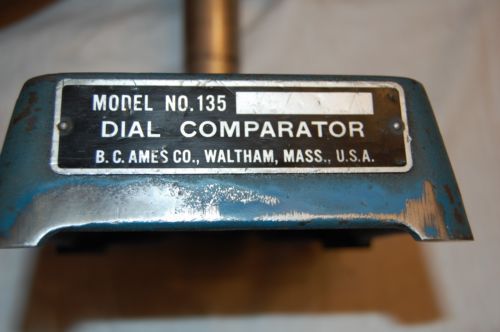 MODEL NO.135
DIAL COMPARATOR
B.C. AMES CO., WALTHAM, MASS., U.S.A.